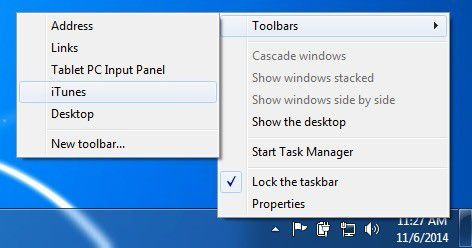 Address
Links
Tablet PC Input Panel
iTunes
Desktop
New toolbar...
Toolbars
Cascade windows
Show windows stacked
Show windows side by side
Show the desktop
Start Task Manager
Lock the taskbar
Properties
11:27 AM
11/6/2014